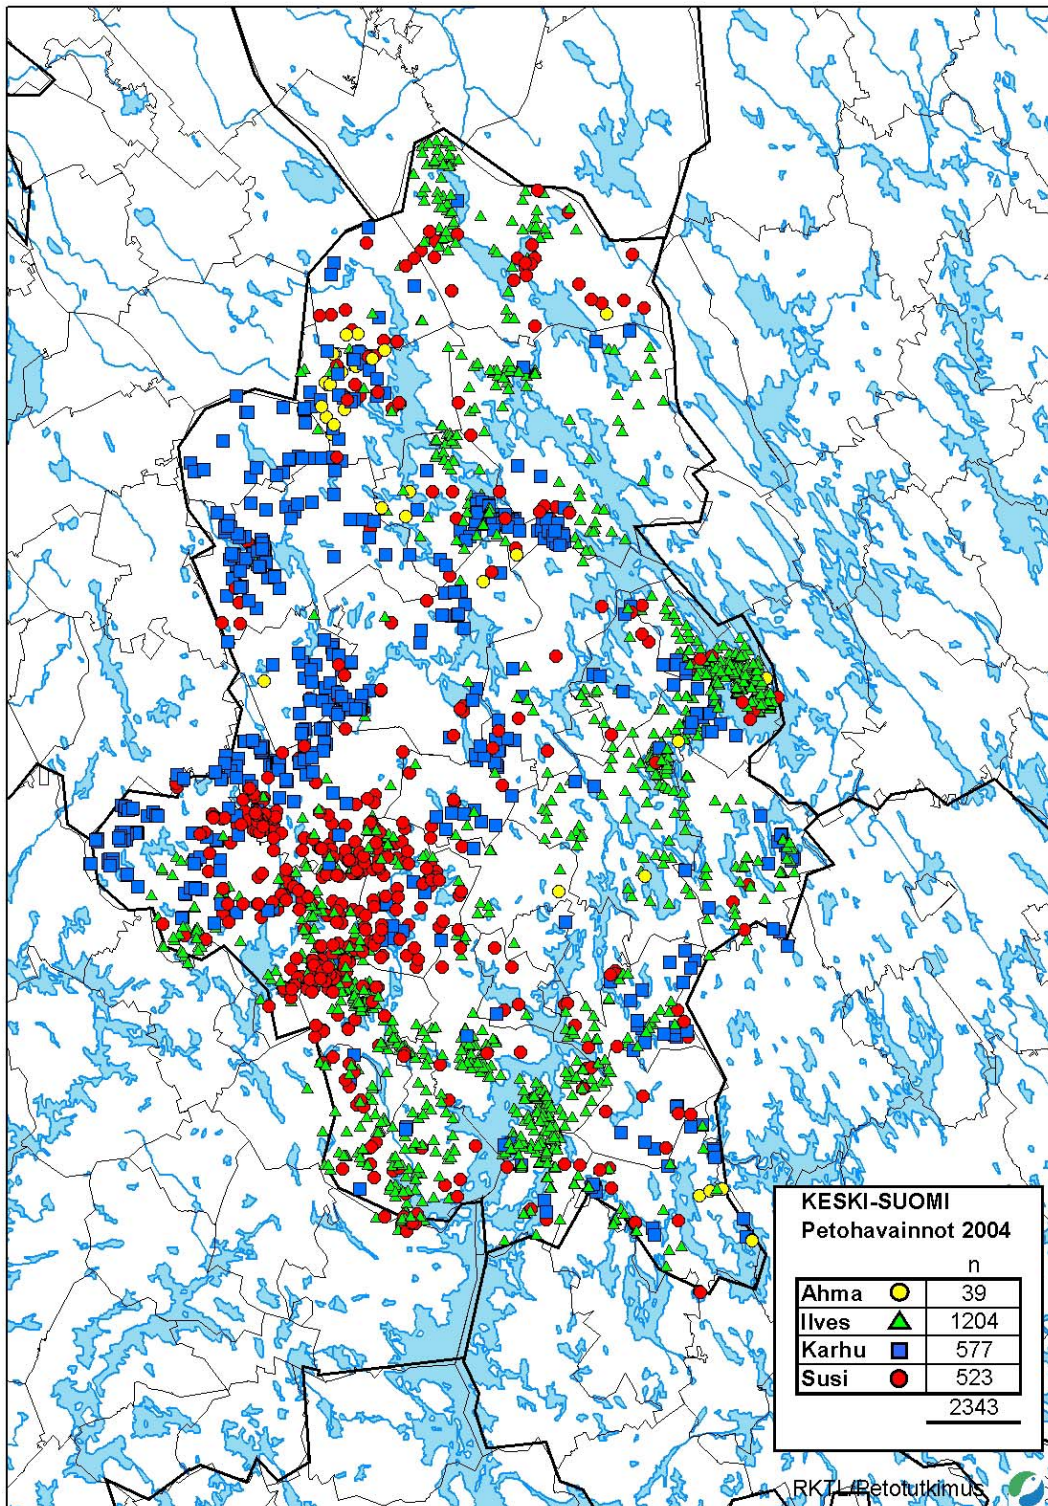 KESKI-SUOMI
Petohavainnot 2004
n
Ahma 39
Ilves 1204
Karhu 577
Susi 523
2343
RKTL/Petotutkimus